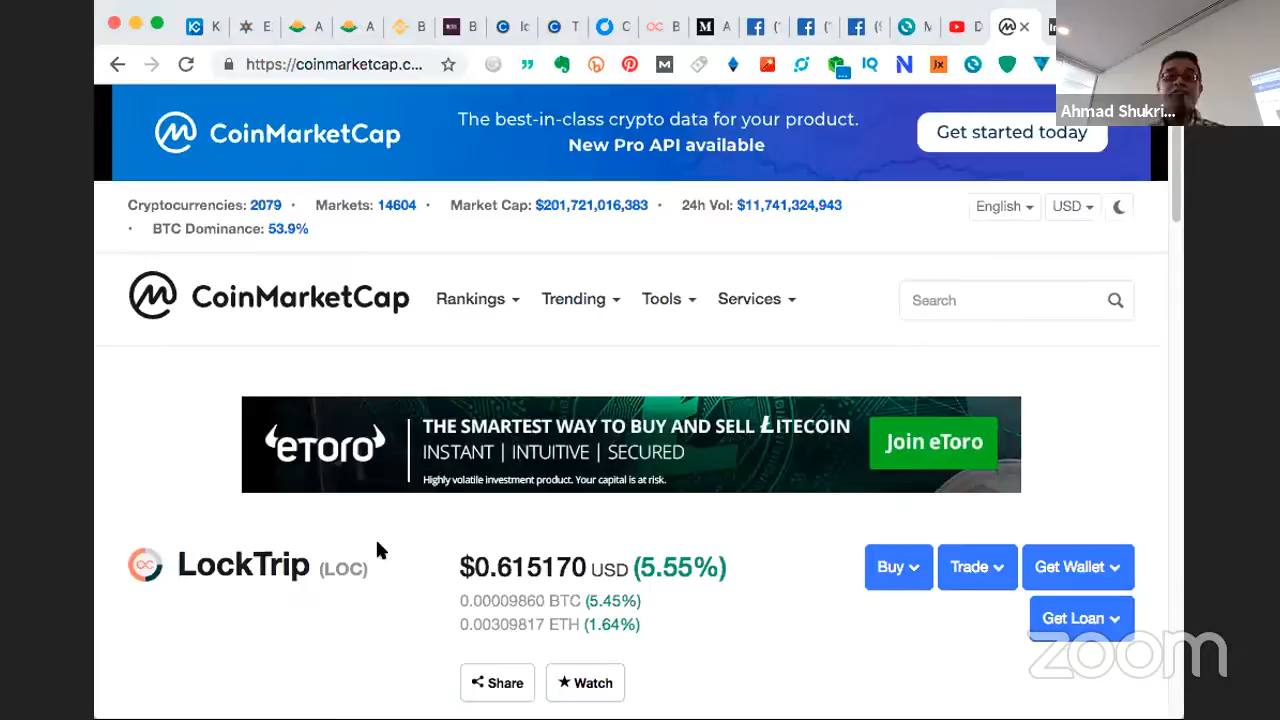 K
E
A
A
B
B
Ic
T
C
B
A
(
(
(
M
D
https://coinmarketcap.c...
IQ
N
jx
Ahmad Shukri...
CoinMarketCap
The best-in-class crypto data for your product.
New Pro API available
Get started today
Cryptocurrencies: 2079 · Markets: 14604 · Market Cap: $201,721,016,383 · 24h Vol: $11,741,324,943
· BTC Dominance: 53.9%
English
USD
CoinMarketCap
Rankings
Trending
Tools
Services
Search
eTORO
THE SMARTEST WAY TO BUY AND SELL ŁITECOIN
INSTANT | INTUITIVE | SECURED
Highly volatile investment product. Your capital is at risk.
Join eToro
LockTrip (LOC)
$0.615170 USD (5.55%)
0.00009860 BTC (5.45%)
0.00309817 ETH (1.64%)
Buy
Trade
Get Wallet
Get Loan
Share
Watch
zoom